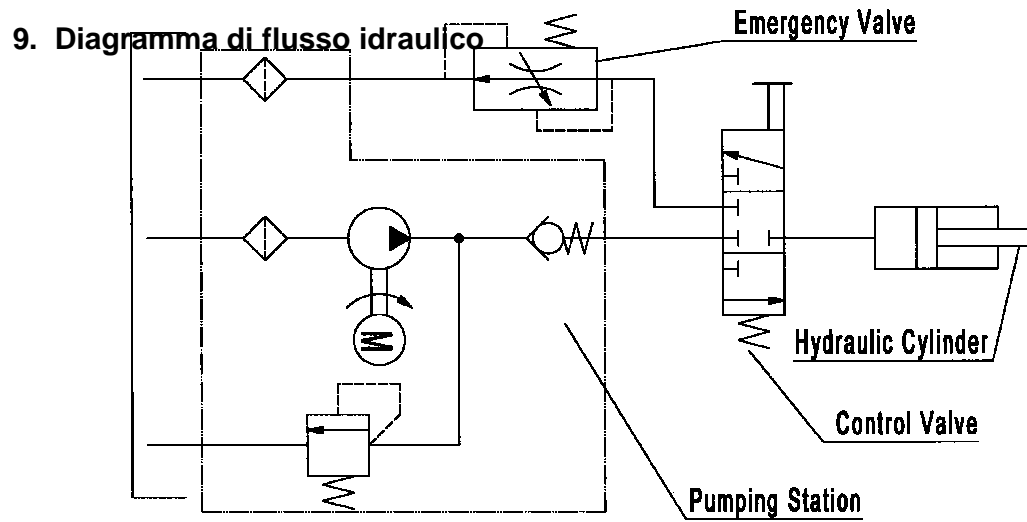 9. Diagramma di flusso idraulico
Emergency Valve
Hydraulic Cylinder
Control Valve
M
Pumping Station